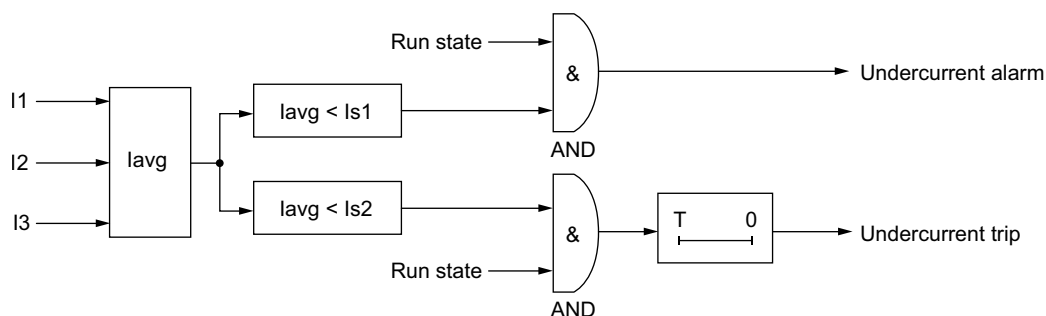 Run state
&
Undercurrent alarm
I1
Iavg < Is1
AND
I2
Iavg
Iavg < Is2
I3
&
T 0
Undercurrent trip
Run state
AND